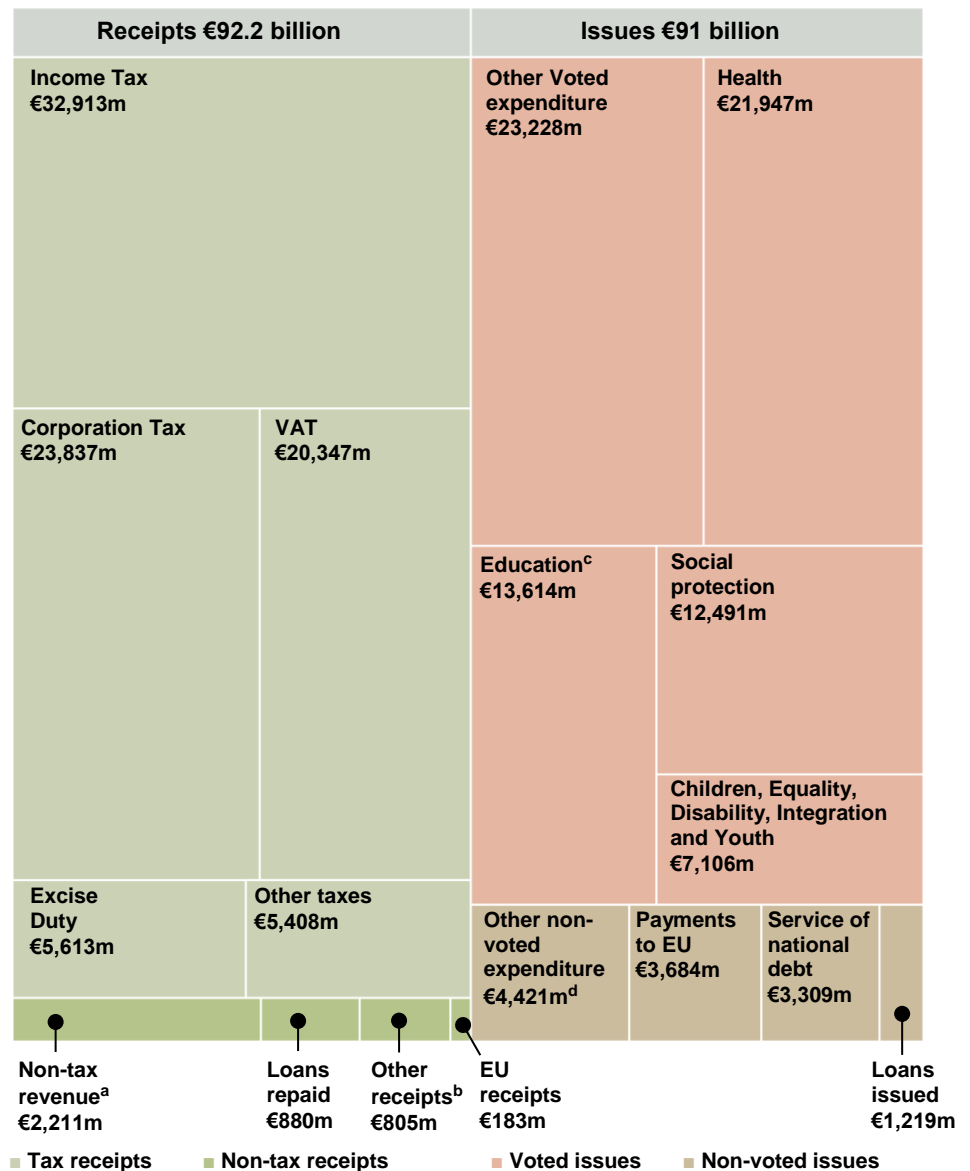 Receipts €92.2 billion
Issues €91 billion
Income Tax
€32,913m
Other Voted
expenditure
€23,228m
Health
€21,947m
Corporation Tax
€23,837m
VAT
€20,347m
Educationᶜ
€13,614m
Social
protection
€12,491m
Children, Equality,
Disability, Integration
and Youth
€7,106m
Excise
Duty
€5,613m
Other taxes
€5,408m
Other non-
voted
expenditure
€4,421mᵈ
Payments
to EU
€3,684m
Service of
national
debt
€3,309m
Non-tax
revenueᵃ
€2,211m
Loans
repaid
€880m
Other
receiptsᵇ
€805m
EU
receipts
€183m
Loans
issued
€1,219m
Tax receipts
Non-tax receipts
Voted issues
Non-voted issues